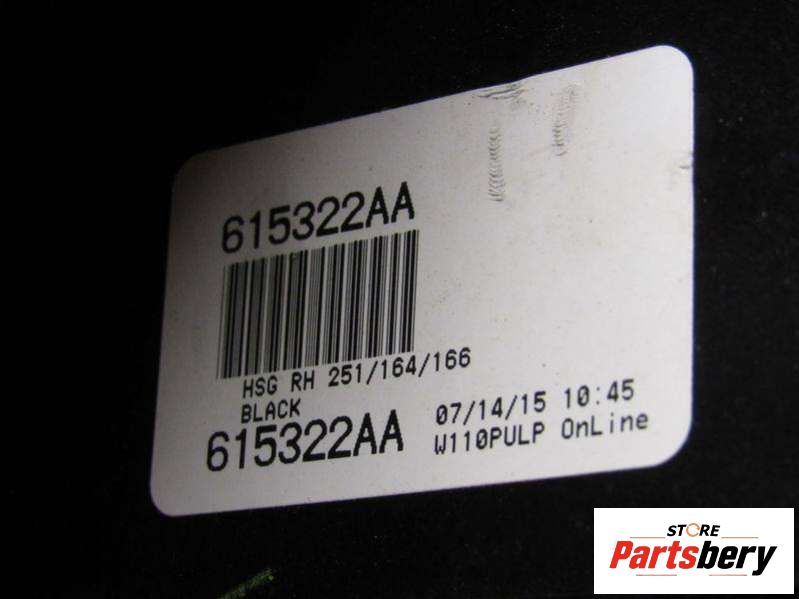 615322AA
HSG RH 251/164/166
BLACK
615322AA
07/14/15 10:45
W110PULP OnLine
STORE
Partsbery